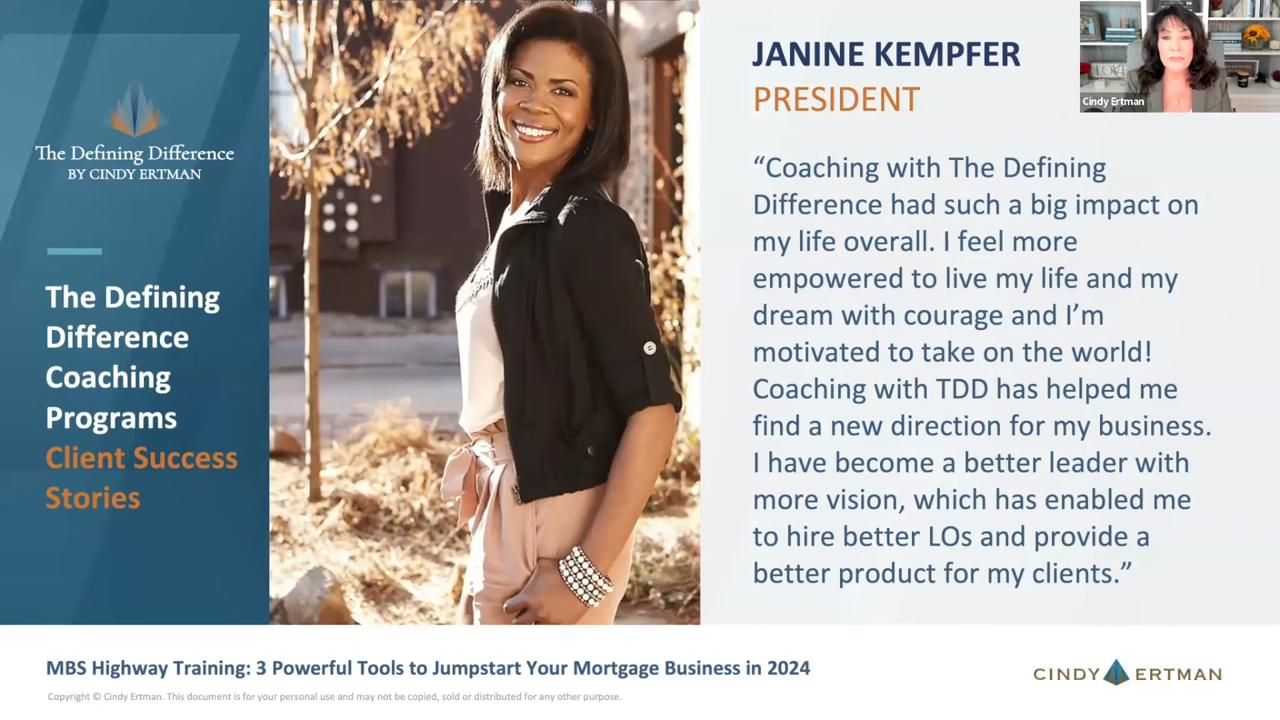 The Defining Difference
BY CINDY ERTMAN
The Defining
Difference
Coaching
Programs
Client Success
Stories
JANINE KEMPFER
PRESIDENT
“Coaching with The Defining
Difference had such a big impact on
my life overall. I feel more
empowered to live my life and my
dream with courage and I’m
motivated to take on the world!
Coaching with TDD has helped me
find a new direction for my business.
I have become a better leader with
more vision, which has enabled me
to hire better LOs and provide a
better product for my clients.”
LOVE
Cindy Ertman
MBS Highway Training: 3 Powerful Tools to Jumpstart Your Mortgage Business in 2024
Copyright © Cindy Ertman. This document is for your personal use and may not be copied, sold or distributed for any other purpose.
CINDY ERTMAN